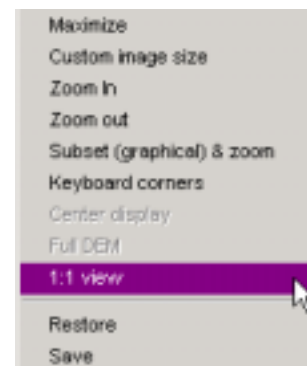 Maximize
Custom image size
Zoom In
Zoom out
Subset (graphical) & zoom
Keyboard corners
Center display
Full DEM
1:1 view
Restore
Save